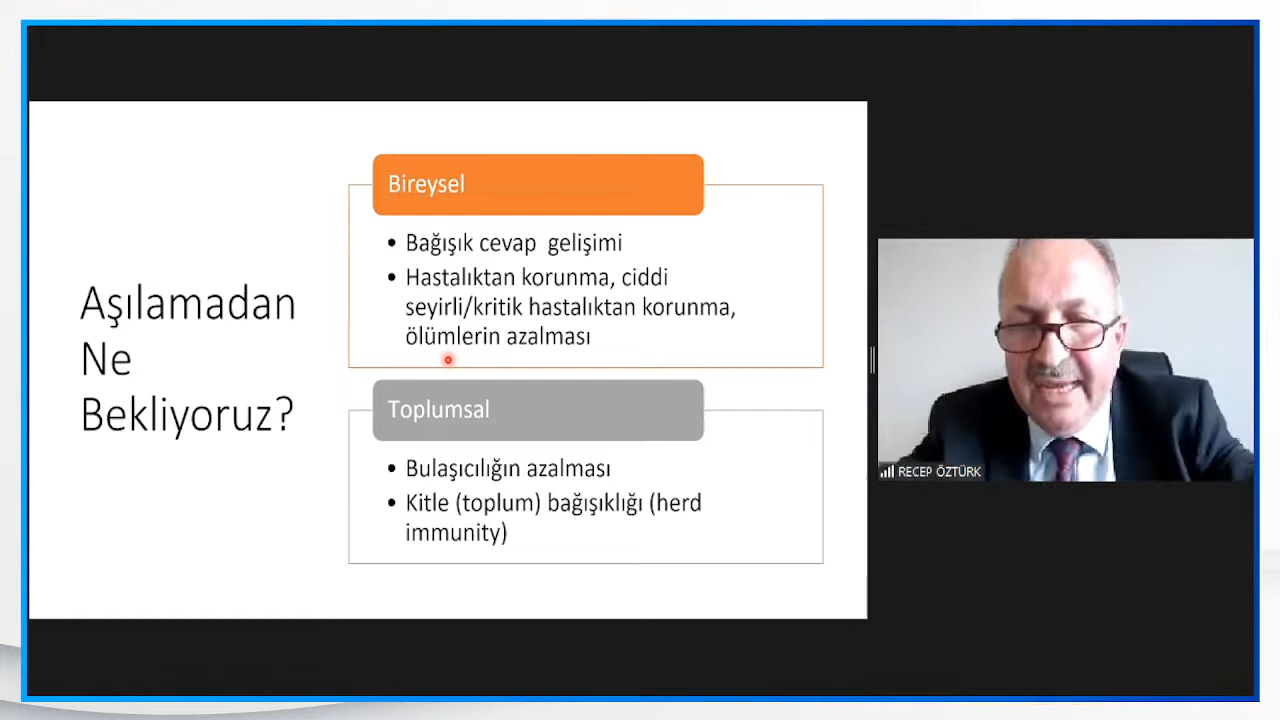 Aşılamadan
Ne
Bekliyoruz?
Bireysel
• Bağışık cevap  gelişimi
• Hastalıktan korunma, ciddi
seyirli/kritik hastalıktan korunma,
ölümlerin azalması
Toplumsal
• Bulaşıcılığın azalması
• Kitle (toplum) bağışıklığı (herd
immunity)
RECEP ÖZTÜRK